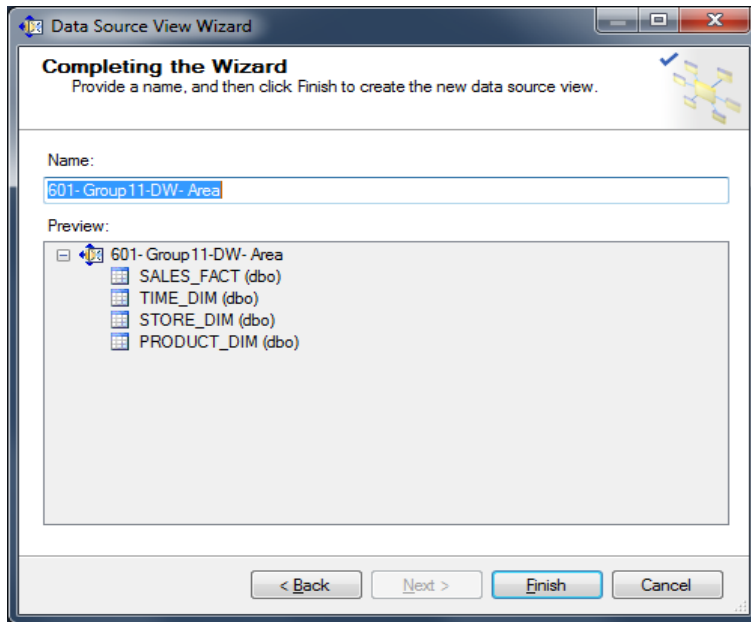 Data Source View Wizard
Completing the Wizard
Provide a name, and then click Finish to create the new data source view.
Name:
601- Group11-DW- Area
Preview:
601- Group11-DW- Area
SALES_FACT (dbo)
TIME_DIM (dbo)
STORE_DIM (dbo)
PRODUCT_DIM (dbo)
< Back Next > Finish Cancel